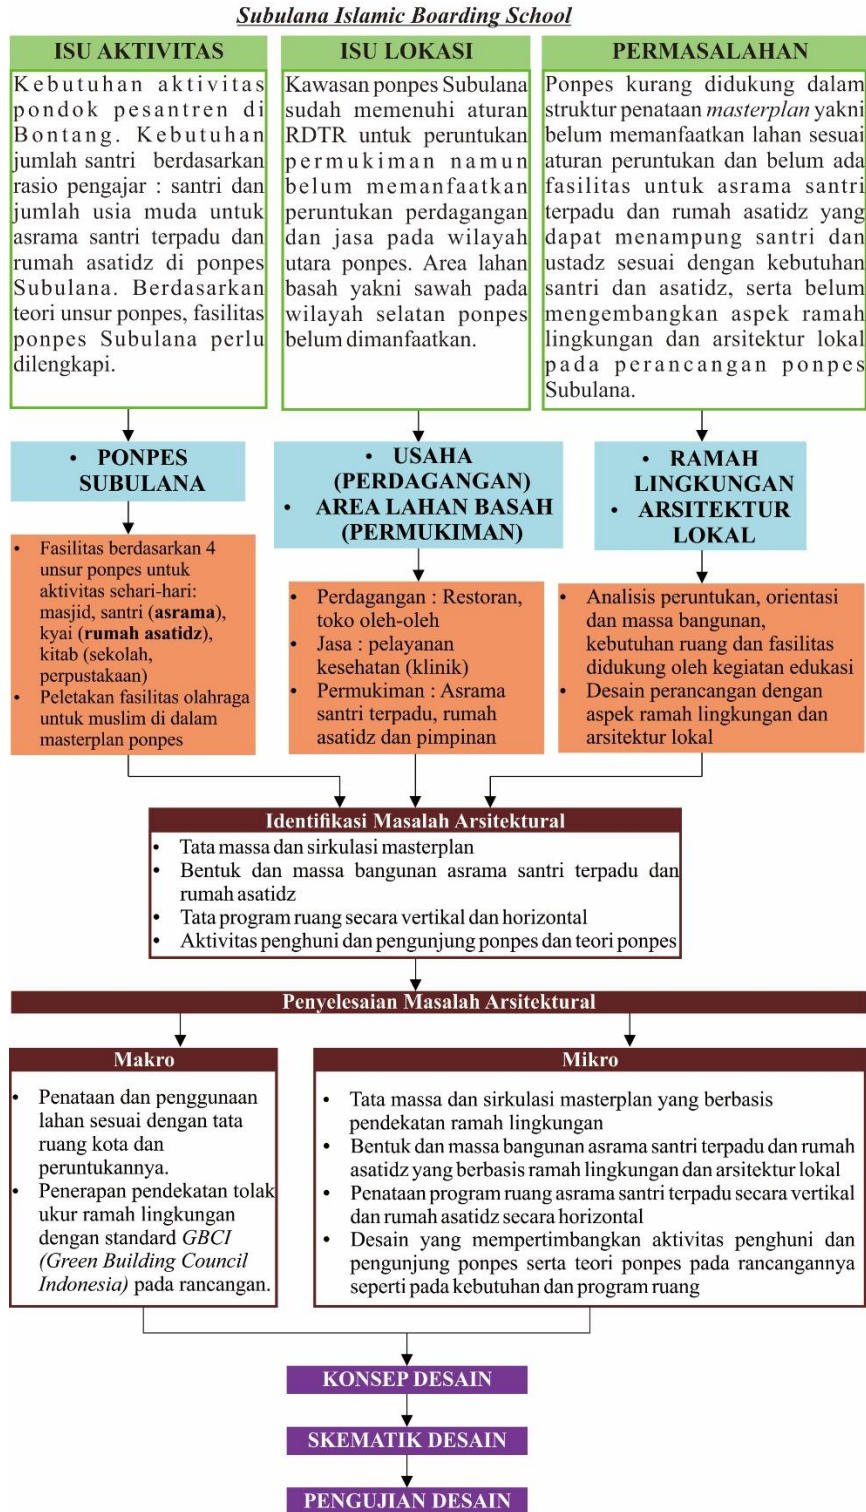 Subulana Islamic Boarding School
ISU AKTIVITAS
Kebutuhan aktivitas
pondok pesantren di
Bontang. Kebutuhan
jumlah santri berdasarkan
rasio pengajar : santri dan
jumlah usia muda untuk
asrama santri terpadu dan
rumah asatidz di ponpes
Subulana. Berdasarkan
teori unsur ponpes, fasilitas
ponpes Subulana perlu
dilengkapi.
ISU LOKASI
Kawasan ponpes Subulana
sudah memenuhi aturan
RDTR untuk peruntukan
permukiman namun
belum memanfaatkan
peruntukan perdagangan
dan jasa pada wilayah
utara ponpes. Area lahan
basah yakni sawah pada
wilayah selatan ponpes
belum dimanfaatkan.
PERMASALAHAN
Ponpes kurang didukung dalam
struktur penataan masterplan yakni
belum memanfaatkan lahan sesuai
aturan peruntukan dan belum ada
fasilitas untuk asrama santri
terpadu dan rumah asatidz yang
dapat menampung santri dan
ustadz sesuai dengan kebutuhan
santri dan asatidz, serta belum
mengembangkan aspek ramah
lingkungan dan arsitektur lokal
pada perancangan ponpes
Subulana.
• PONPES
SUBULANA
• USAHA
(PERDAGANGAN)
• AREA LAHAN BASAH
(PERMUKIMAN)
• RAMAH
LINGKUNGAN
• ARSITEKTUR
LOKAL
• Fasilitas berdasarkan 4
unsur ponpes untuk
aktivitas sehari-hari:
masjid, santri (asrama),
kyai (rumah asatidz),
kitab (sekolah,
perpustakaan)
• Peletakan fasilitas olahraga
untuk muslim di dalam
masterplan ponpes
• Perdagangan : Restoran,
toko oleh-oleh
• Jasa : pelayanan
kesehatan (klinik)
• Permukiman : Asrama
santri terpadu, rumah
asatidz dan pimpinan
• Analisis peruntukan, orientasi
dan massa bangunan,
kebutuhan ruang dan fasilitas
didukung oleh kegiatan edukasi
• Desain perancangan dengan
aspek ramah lingkungan dan
arsitektur lokal
Identifikasi Masalah Arsitektural
• Tata massa dan sirkulasi masterplan
• Bentuk dan massa bangunan asrama santri terpadu dan
rumah asatidz
• Tata program ruang secara vertikal dan horizontal
• Aktivitas penghuni dan pengunjung ponpes dan teori ponpes
Penyelesaian Masalah Arsitektural
Makro
• Penataan dan penggunaan
lahan sesuai dengan tata
ruang kota dan
peruntukannya.
• Penerapan pendekatan tolak
ukur ramah lingkungan
dengan standard GBCI
(Green Building Council
Indonesia) pada rancangan.
Mikro
• Tata massa dan sirkulasi masterplan yang berbasis
pendekatan ramah lingkungan
• Bentuk dan massa bangunan asrama santri terpadu dan rumah
asatidz yang berbasis ramah lingkungan dan arsitektur lokal
• Penataan program ruang asrama santri terpadu secara vertikal
dan rumah asatidz secara horizontal
• Desain yang mempertimbangkan aktivitas penghuni dan
pengunjung ponpes serta teori ponpes pada rancangannya
seperti pada kebutuhan dan program ruang
KONSEP DESAIN
SKEMATIK DESAIN
PENGUJIAN DESAIN